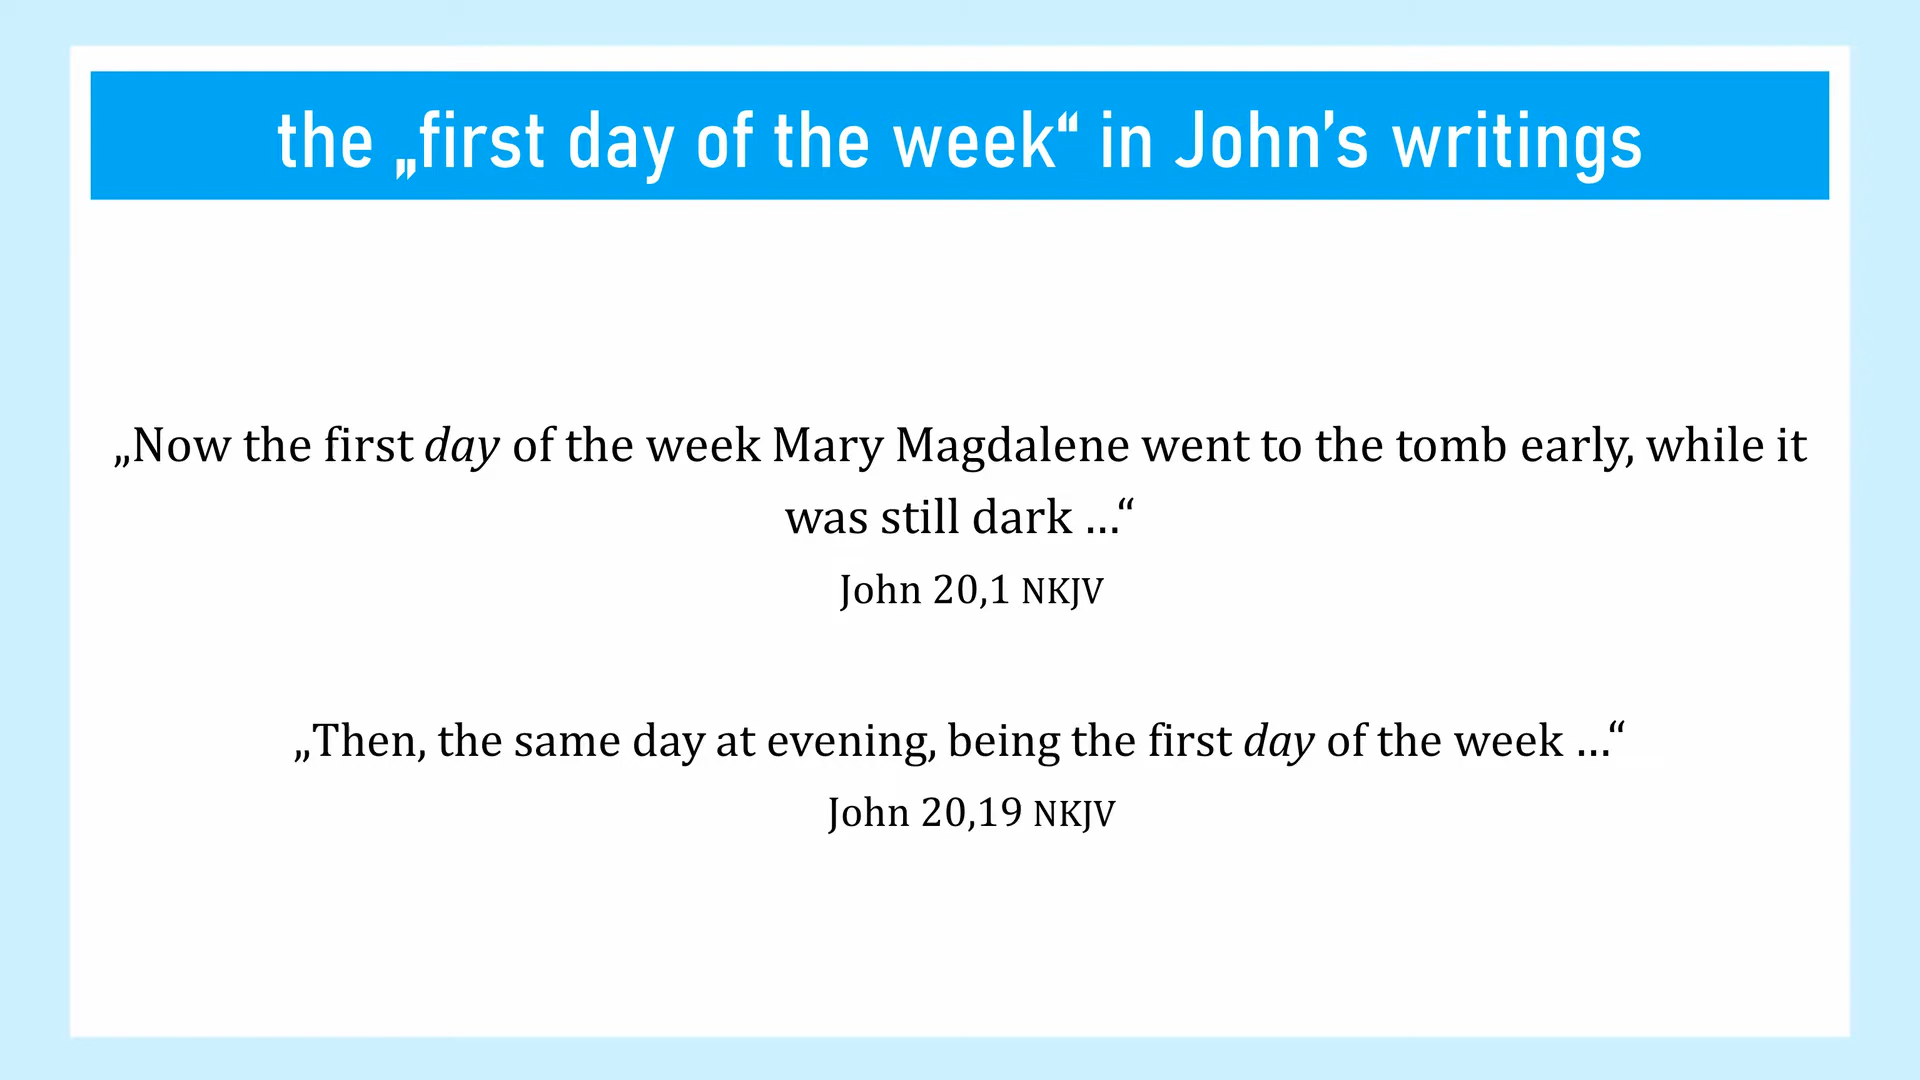 the „first day of the week“ in John’s writings
„Now the first day of the week Mary Magdalene went to the tomb early, while it
was still dark …“
John 20,1 NKJV
„Then, the same day at evening, being the first day of the week …“
John 20,19 NKJV